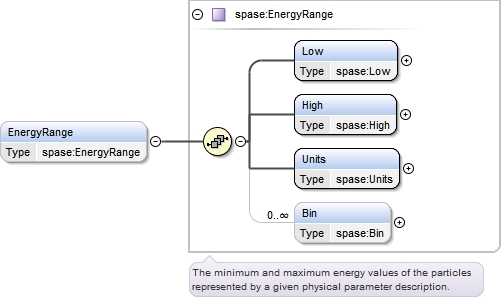 spase:EnergyRange
Low
Type spase:Low
High
Type spase:High
EnergyRange
Type spase:EnergyRange
Units
Type spase:Units
0..∞
Bin
Type spase:Bin
The minimum and maximum energy values of the particles
represented by a given physical parameter description.